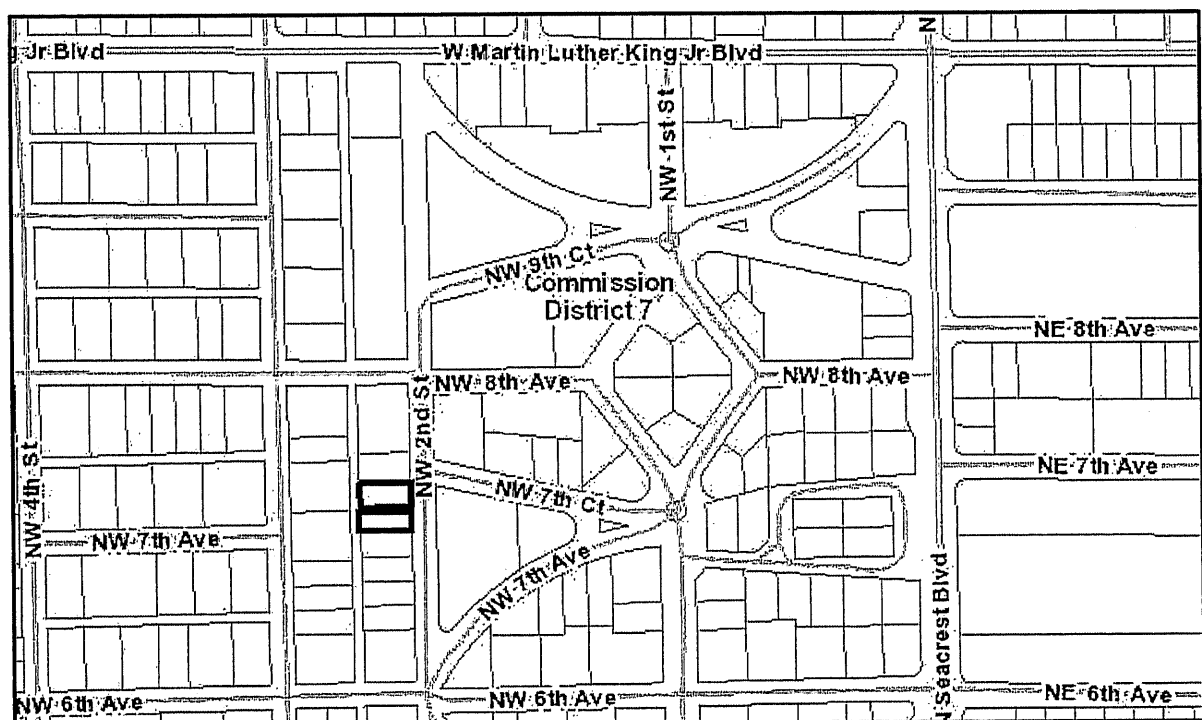 N
g Jr Blvd
W Martin Luther King Jr Blvd
NW 1st St
NW 9th Ct
Commission
District 7
NE 8th Ave
NW 8th Ave
NW 8th Ave
NW 2nd St
NW 4th St
NE 7th Ave
NW 7th Ct
NW 7th Ave
NW 7th Ave
N Seacrest Blvd
NW 6th Ave
NW 6th Ave
NE 6th Ave